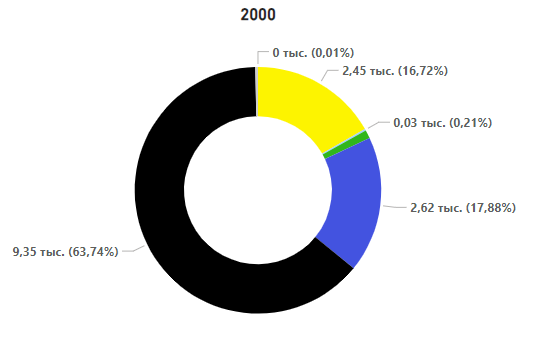 2000
0 тыс. (0,01%)
2,45 тыс. (16,72%)
0,03 тыс. (0,21%)
2,62 тыс. (17,88%)
9,35 тыс. (63,74%)